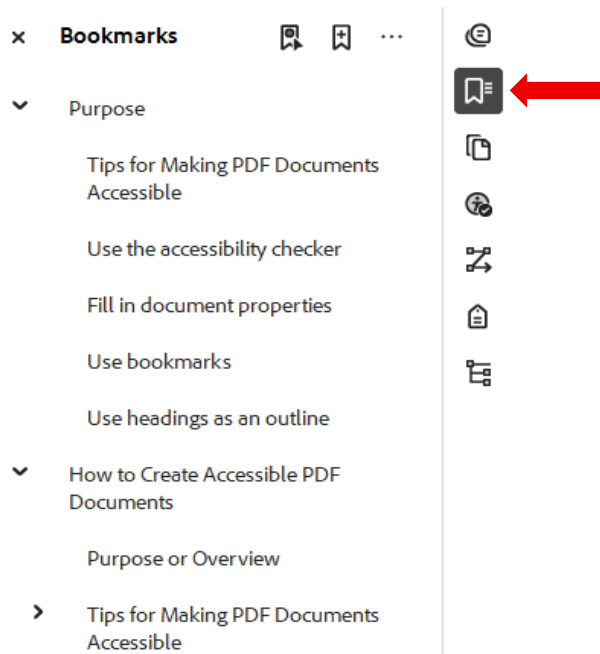 Bookmarks
Purpose
Tips for Making PDF Documents
Accessible
Use the accessibility checker
Fill in document properties
Use bookmarks
Use headings as an outline
How to Create Accessible PDF
Documents
Purpose or Overview
Tips for Making PDF Documents
Accessible